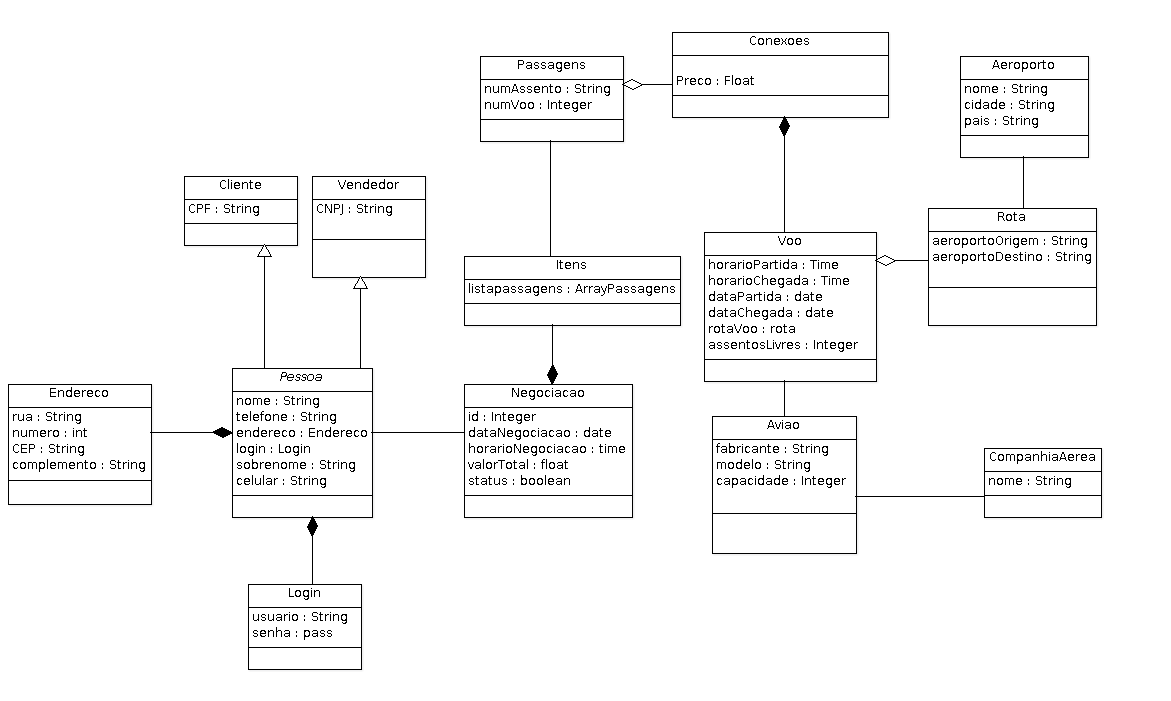 Conexoes
Preco : Float
Passagens
numAssento : String
numVoo : Integer
Aeroporto
nome : String
cidade : String
pais : String
Cliente
CPF : String
Vendedor
CNPJ : String
Rota
aeroportoOrigem : String
aeroportoDestino : String
Voo
horarioPartida : Time
horarioChegada : Time
dataPartida : date
dataChegada : date
rotaVoo : rota
assentosLivres : Integer
Itens
listapassagens : ArrayPassagens
Pessoa
nome : String
telefone : String
endereco : Endereco
login : Login
sobrenome : String
celular : String
Endereco
rua : String
numero : int
CEP : String
complemento : String
Negociacao
id : Integer
dataNegociacao : date
horarioNegociacao : time
valorTotal : float
status : boolean
Aviao
fabricante : String
modelo : String
capacidade : Integer
CompanhiaAerea
nome : String
Login
usuario : String
senha : pass